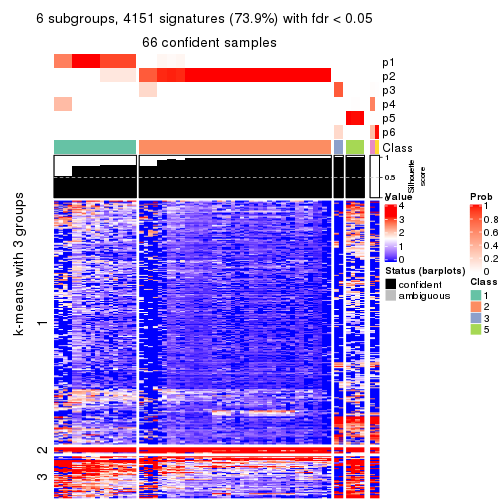 6 subgroups, 4151 signatures (73.9%) with fdr < 0.05
66 confident samples
p1
p2
p3
p4
p5
p6
Class
1
0.5
0
Silhouette
score
k-means with 3 groups
1
2
3
Value
4
3
2
1
0
Status (barplots)
confident
ambiguous
Prob
1
0.8
0.6
0.4
0.2
0
Class
1
2
3
5